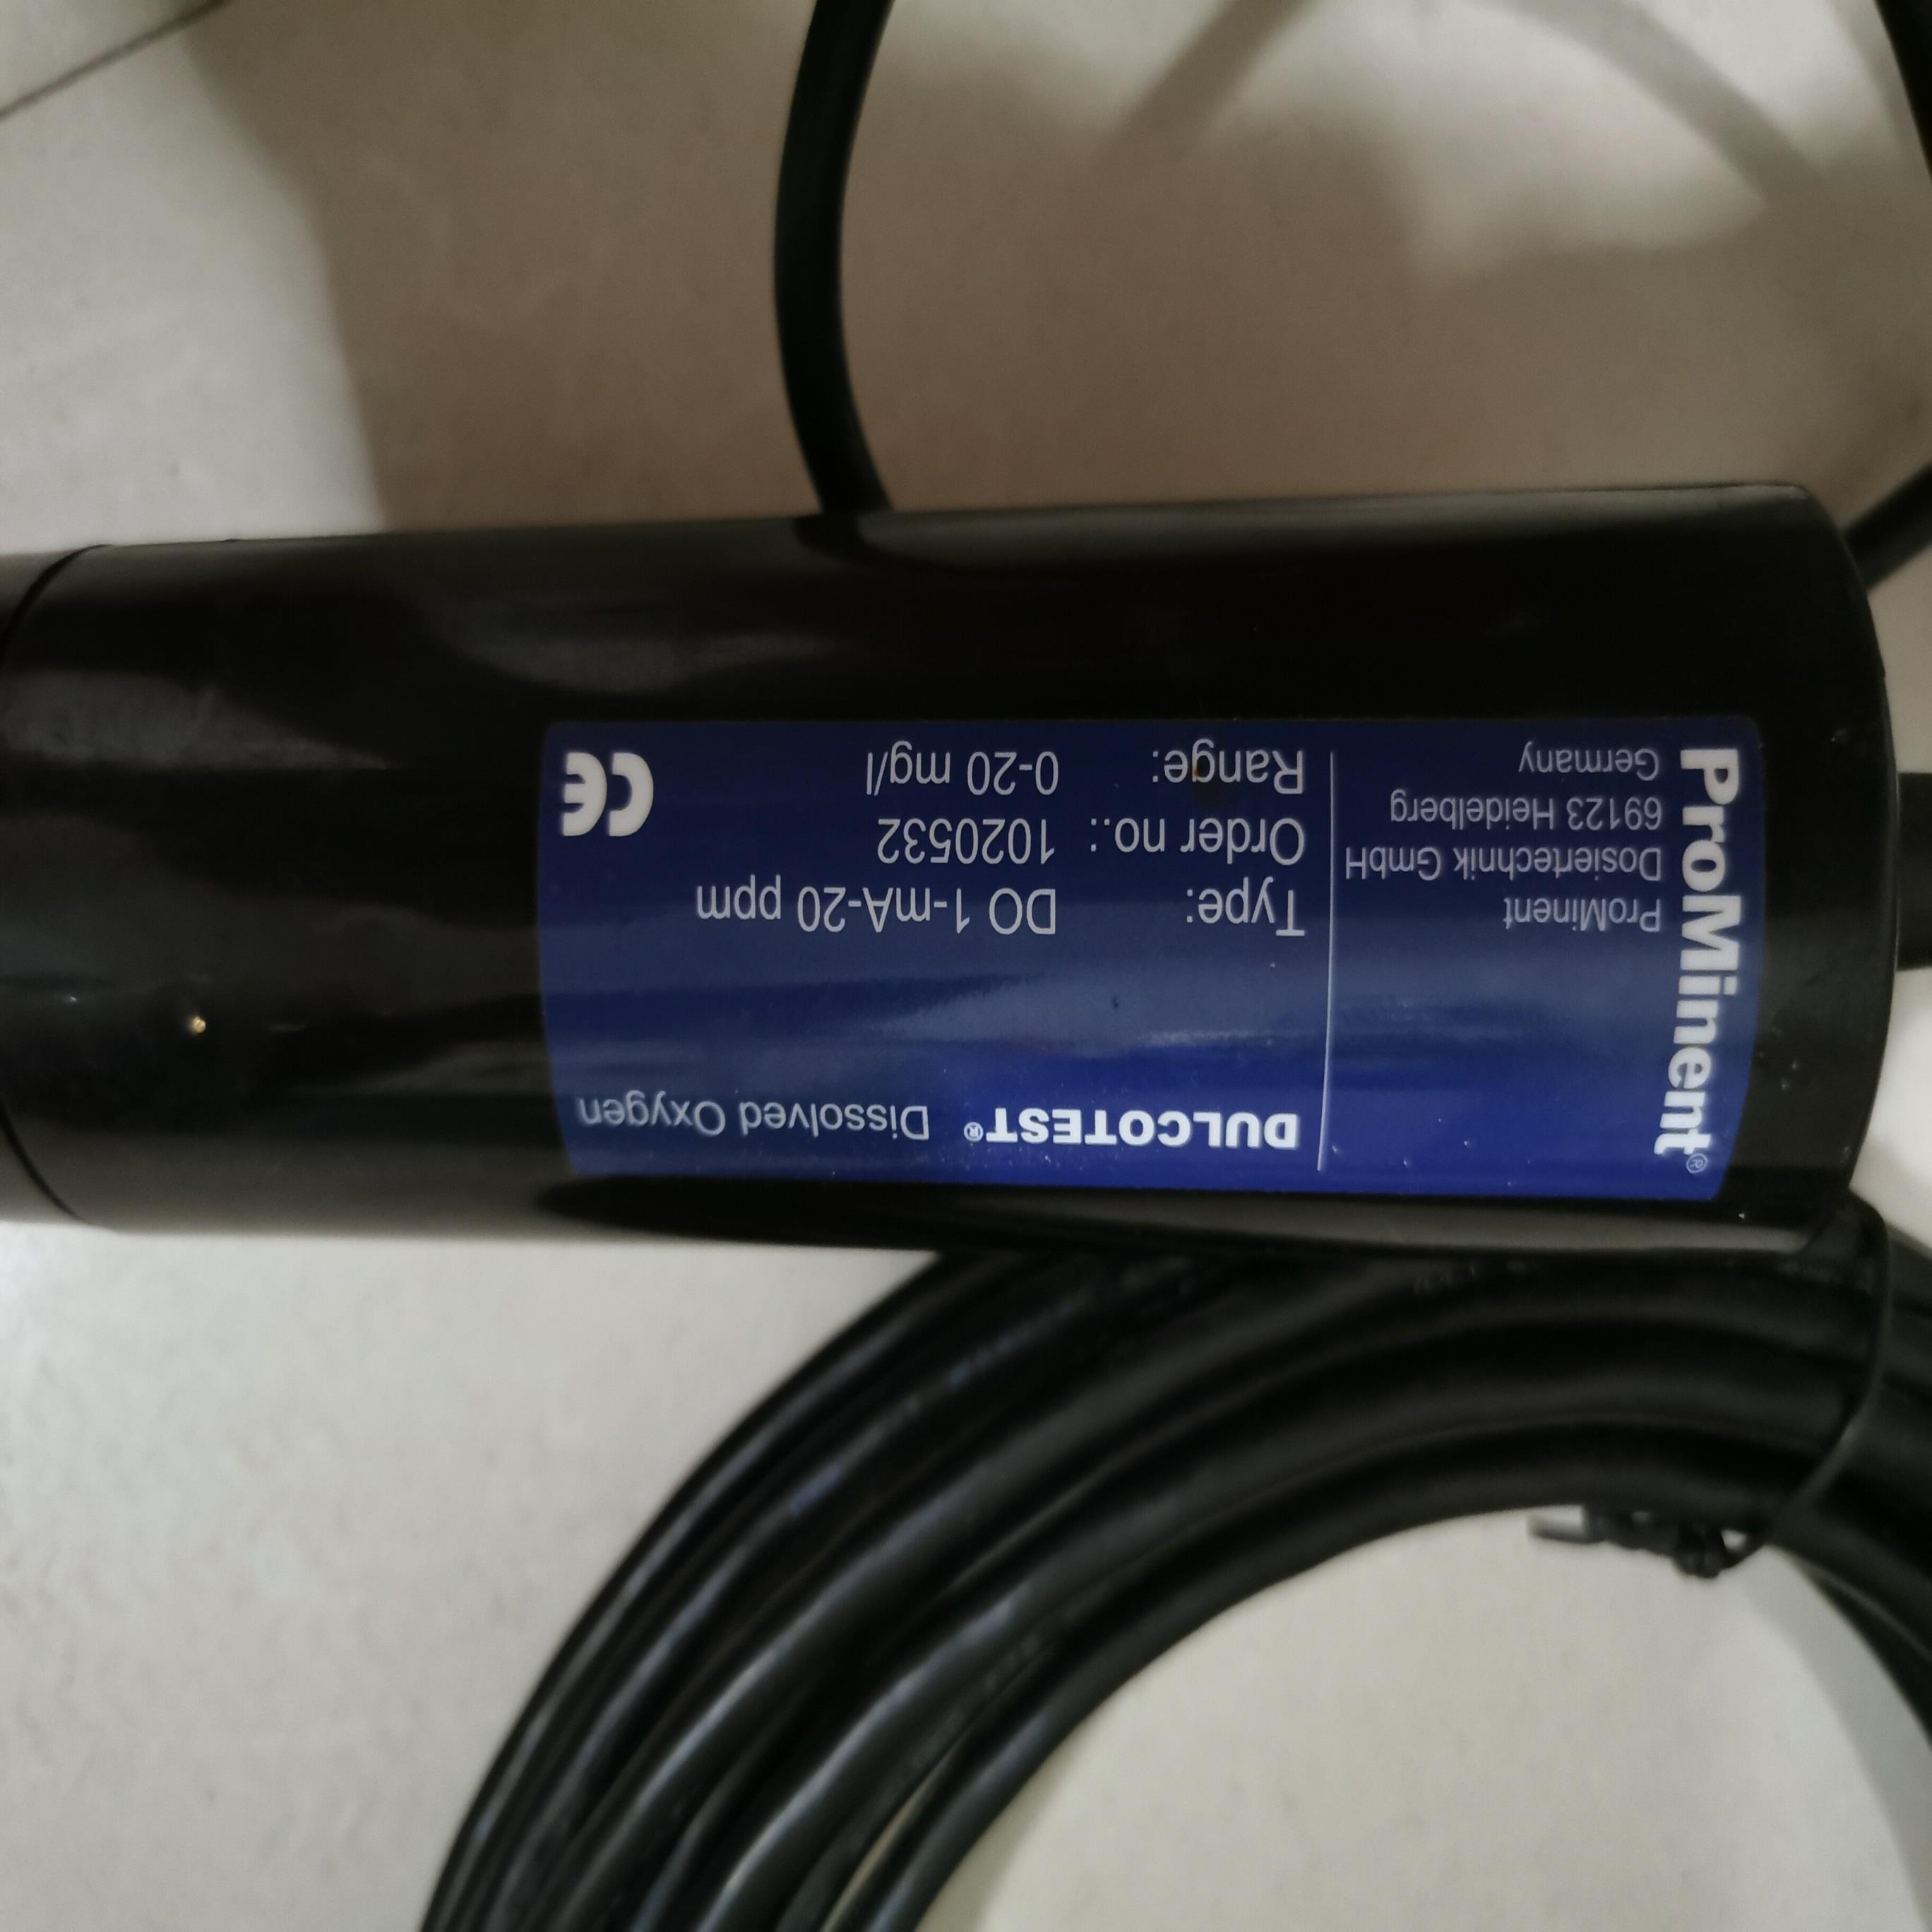 ProMinent®
ProMinent
Dosiertechnik GmbH
69123 Heidelberg
Germany
DULCOTEST® Dissolved Oxygen
Type: DO 1-mA-20 ppm
Order no.: 1020532
Range: 0-20 mg/l
CE